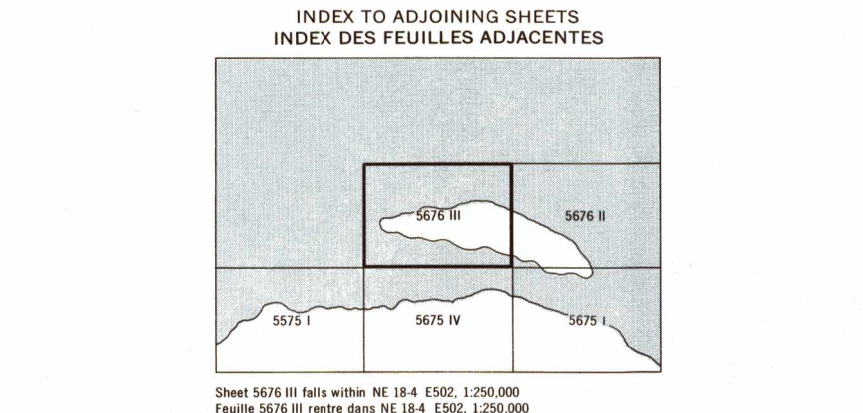 INDEX TO ADJOINING SHEETS
INDEX DES FEUILLES ADJACENTES
5676 III
5676 II
5575 I
5675 IV
5675 I
Sheet 5676 III falls within NE 18-4 E502, 1:250,000
Feuille 5676 III rentre dans NE 18-4 E502, 1:250,000